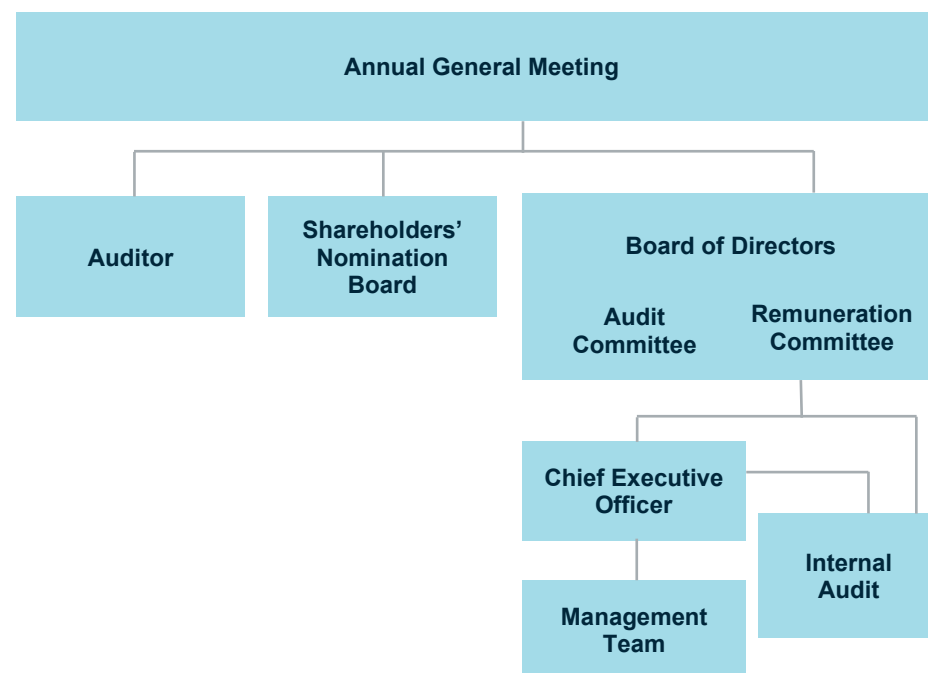 Annual General Meeting
Auditor
Shareholders’
Nomination
Board
Board of Directors
Audit
Committee
Remuneration
Committee
Chief Executive
Officer
Internal
Audit
Management
Team